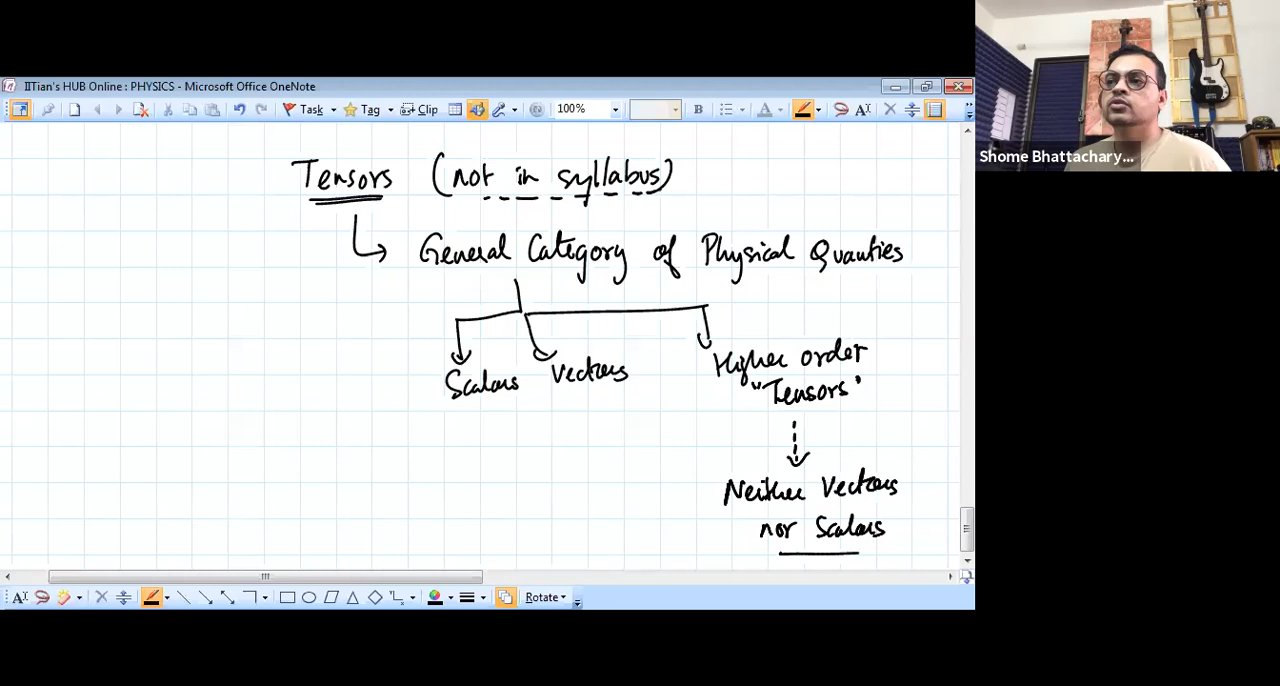 IITian's HUB Online : PHYSICS - Microsoft Office OneNote
Task Tag Clip 100% B A
Shome Bhattachary...
Tensors (not in syllabus)
General Category of Physical Quanties
Scalars Vectors Higher order
"Tensors"
Neither Vectors
nor Scalars
Rotate